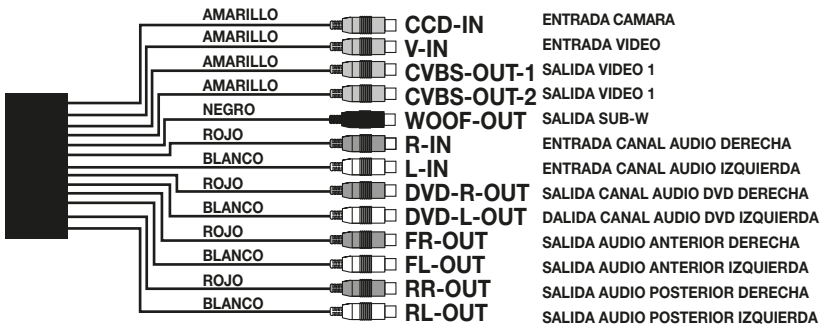 AMARILLO CCD-IN ENTRADA CAMARA
AMARILLO V-IN ENTRADA VIDEO
AMARILLO CVBS-OUT-1 SALIDA VIDEO 1
AMARILLO CVBS-OUT-2 SALIDA VIDEO 1
NEGRO WOOF-OUT SALIDA SUB-W
ROJO R-IN ENTRADA CANAL AUDIO DERECHA
BLANCO L-IN ENTRADA CANAL AUDIO IZQUIERDA
ROJO DVD-R-OUT SALIDA CANAL AUDIO DVD DERECHA
BLANCO DVD-L-OUT DALIDA CANAL AUDIO DVD IZQUIERDA
ROJO FR-OUT SALIDA AUDIO ANTERIOR DERECHA
BLANCO FL-OUT SALIDA AUDIO ANTERIOR IZQUIERDA
ROJO RR-OUT SALIDA AUDIO POSTERIOR DERECHA
BLANCO RL-OUT SALIDA AUDIO POSTERIOR IZQUIERDA